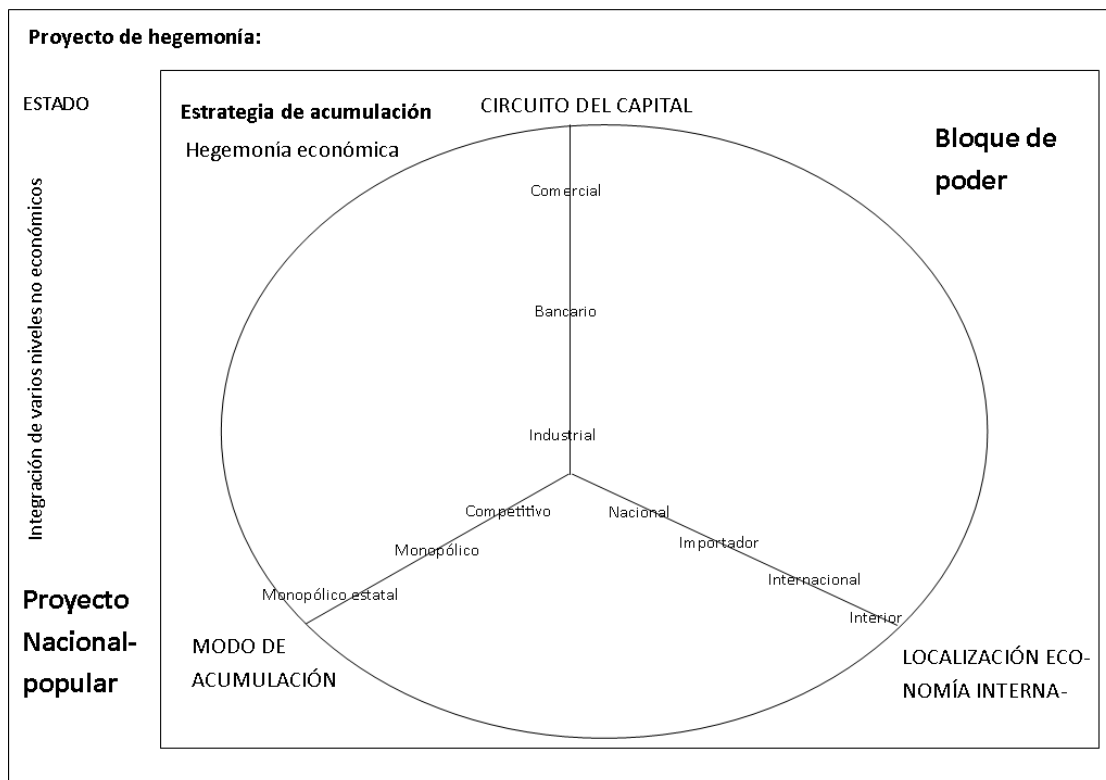 Proyecto de hegemonía:
ESTADO
Integración de varios niveles no económicos
Proyecto
Nacional-
popular
Estrategia de acumulación
Hegemonía económica
CIRCUITO DEL CAPITAL
Bloque de
poder
Comercial
Bancario
Industrial
Competitivo
Monopólico
Monopólico estatal
Nacional
Importador
Internacional
Interior
MODO DE
ACUMULACIÓN
LOCALIZACIÓN ECO-
NOMÍA INTERNA-